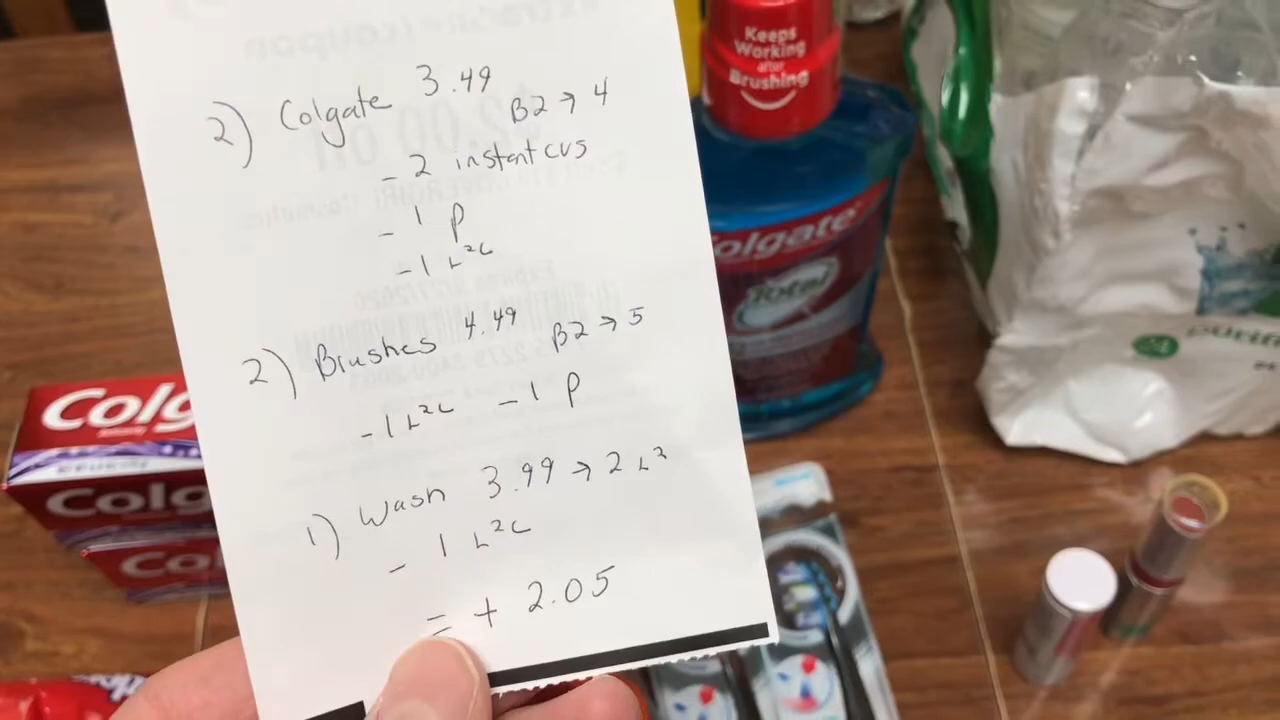 2) Colgate 3.49
B2 → 4
- 2 instant cvs
- 1 P
- 1 L2C
2) Brushes 4.49 B2 → 5
- 1 L2C - 1 P
1) Wash 3.99 → 2 L2
- 1 L2C
= + 2.05
Keeps
Working
after
Brushing
Colgate
Total
Colg
Colg
Co